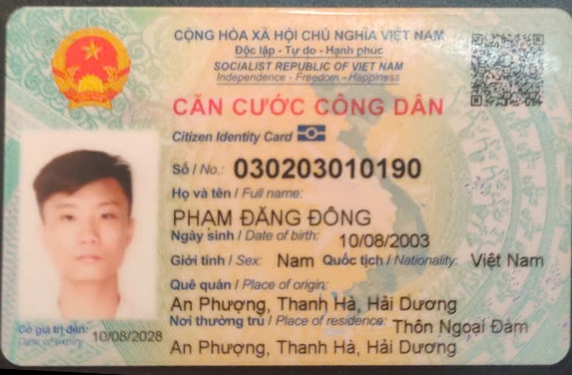 CỘNG HÒA XÃ HỘI CHỦ NGHĨA VIỆT NAM
Độc lập - Tự do - Hạnh phúc
SOCIALIST REPUBLIC OF VIET NAM
Independence - Freedom - Happiness
CĂN CƯỚC CÔNG DÂN
Citizen Identity Card
Số / No.: 030203010190
Họ và tên / Full name:
PHẠM ĐĂNG ĐÔNG
Ngày sinh / Date of birth: 10/08/2003
Giới tính / Sex: Nam Quốc tịch / Nationality: Việt Nam
Quê quán / Place of origin:
An Phượng, Thanh Hà, Hải Dương
Nơi thường trú / Place of residence: Thôn Ngoại Đàm
An Phượng, Thanh Hà, Hải Dương
Có giá trị đến: 10/08/2028
Date of expiry